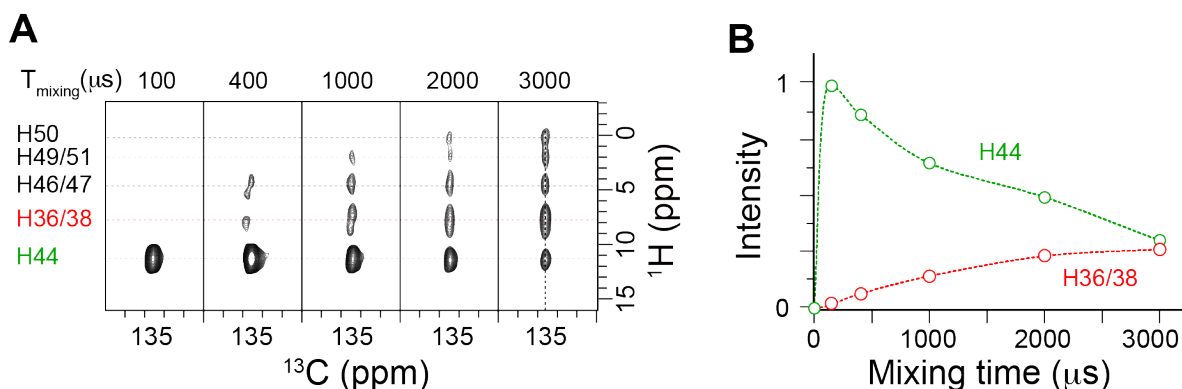 A
T mixing (μs) 100 400 1000 2000 3000
H50
H49/51
H46/47
H36/38
H44
0
5
10
15
¹H (ppm)
135 135 135 135 135
¹³C (ppm)
B
Intensity
1
0
H44
H36/38
0 1000 2000 3000
Mixing time (μs)